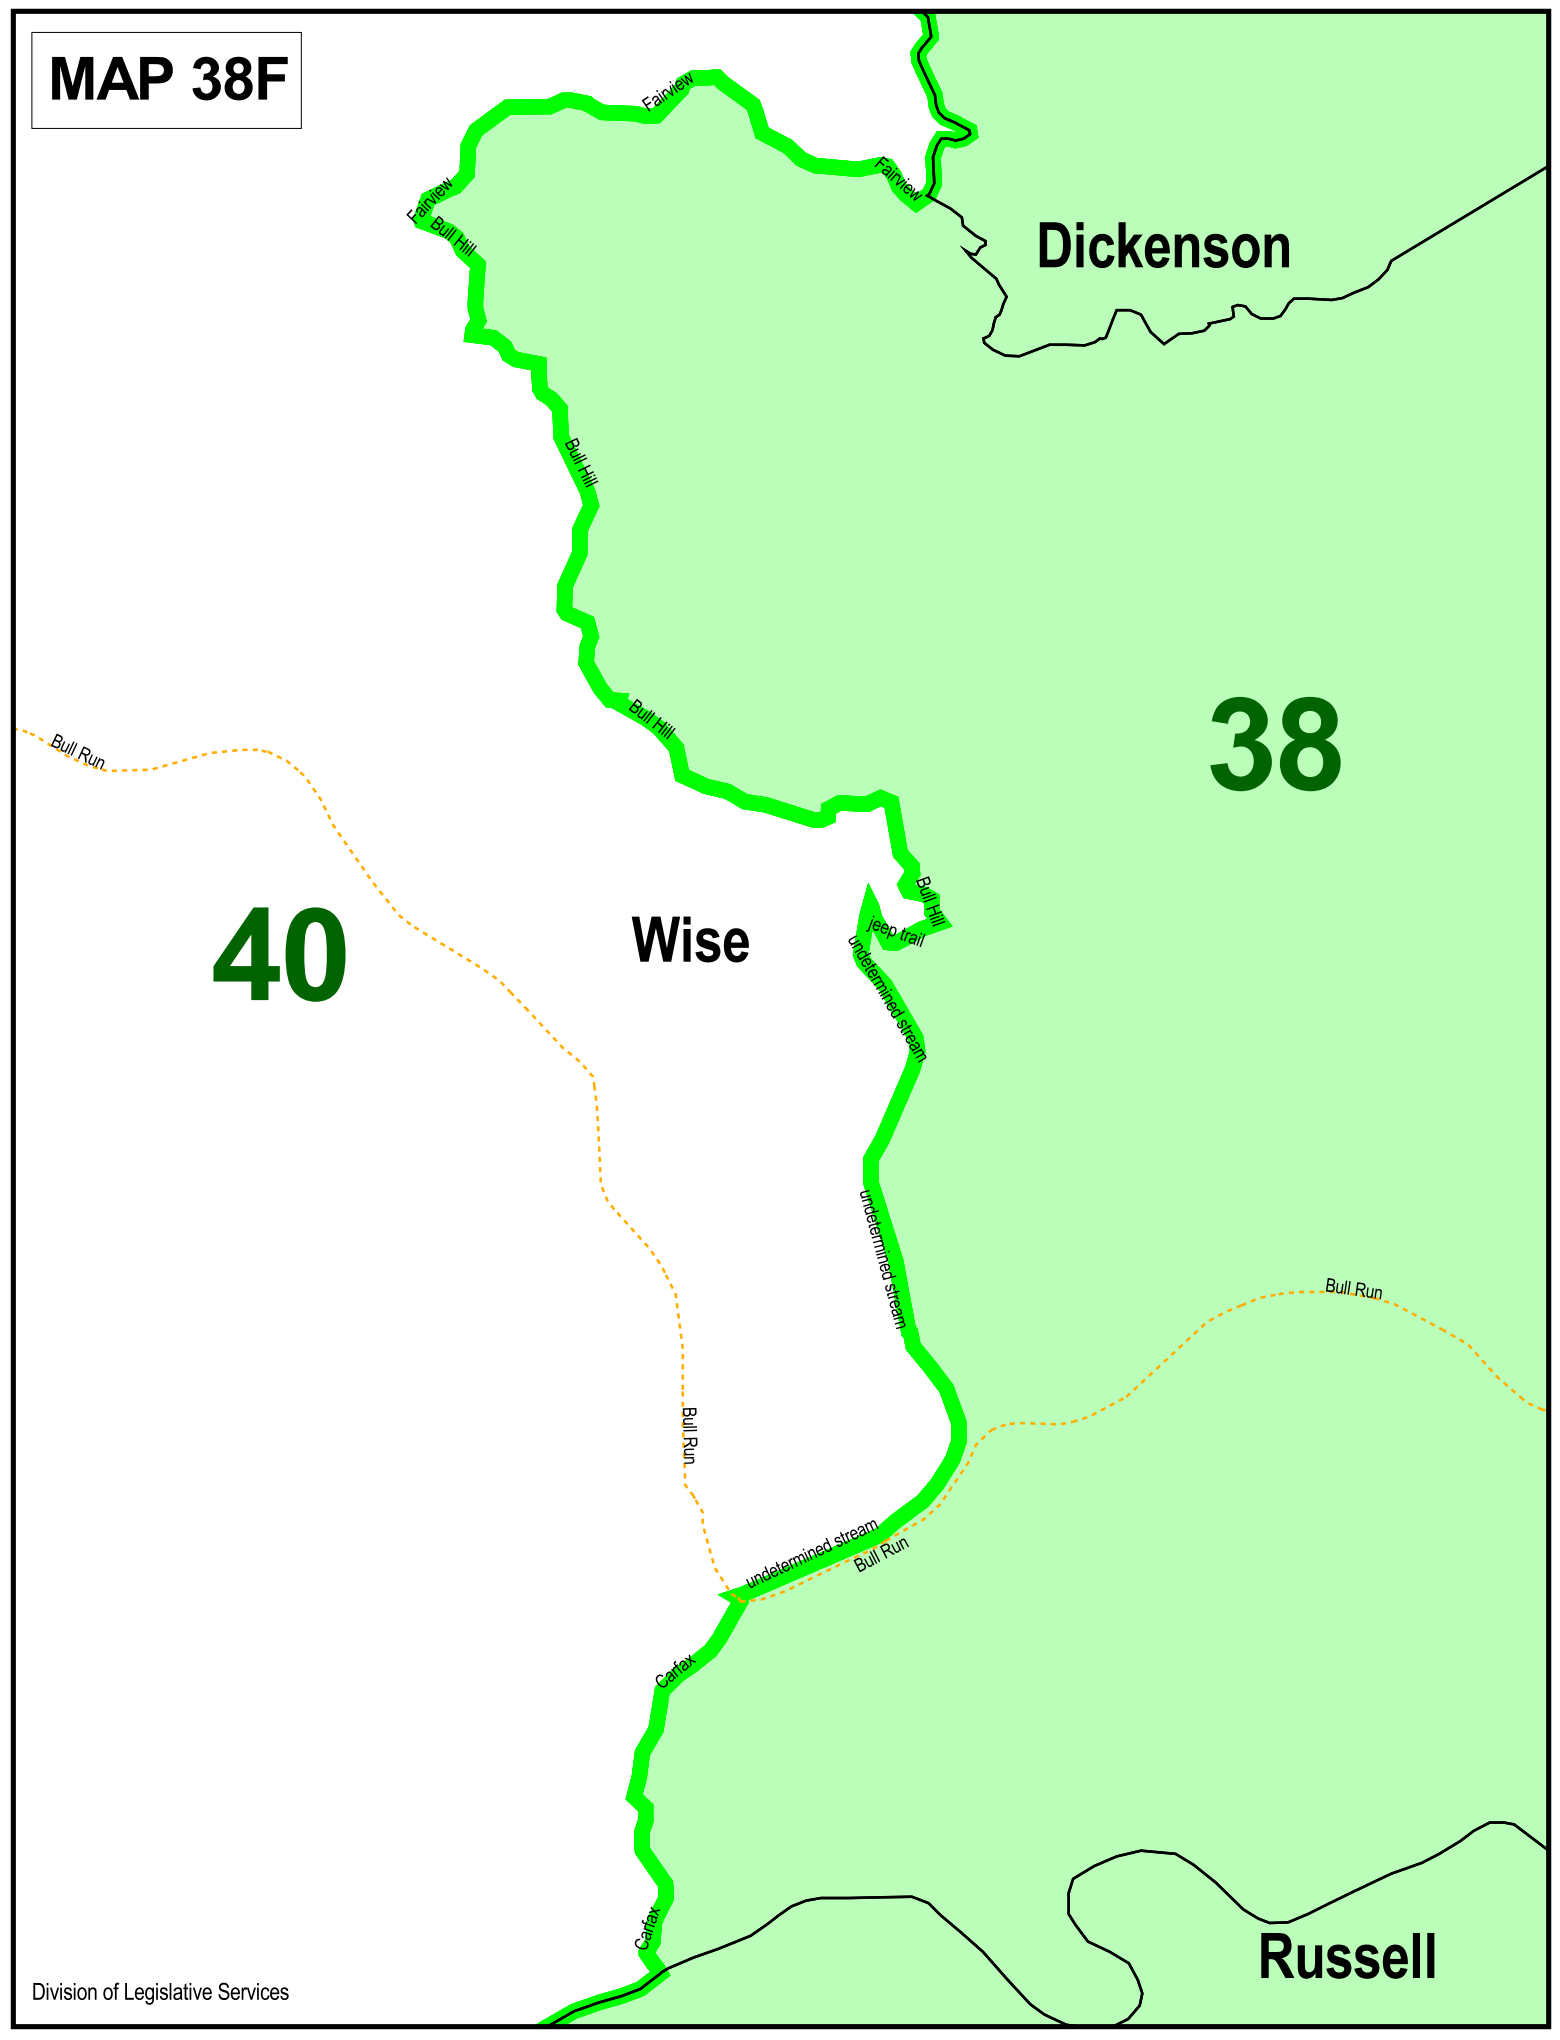 MAP 38F
Fairview
Fairview
Fairview
Bull Hill
Dickenson
Bull Hill
Bull Hill
38
Bull Run
Bull Hill
40
Wise
jeep trail
undetermined stream
undetermined stream
Bull Run
Bull Run
undetermined stream
Bull Run
Carfax
Carfax
Russell
Division of Legislative Services